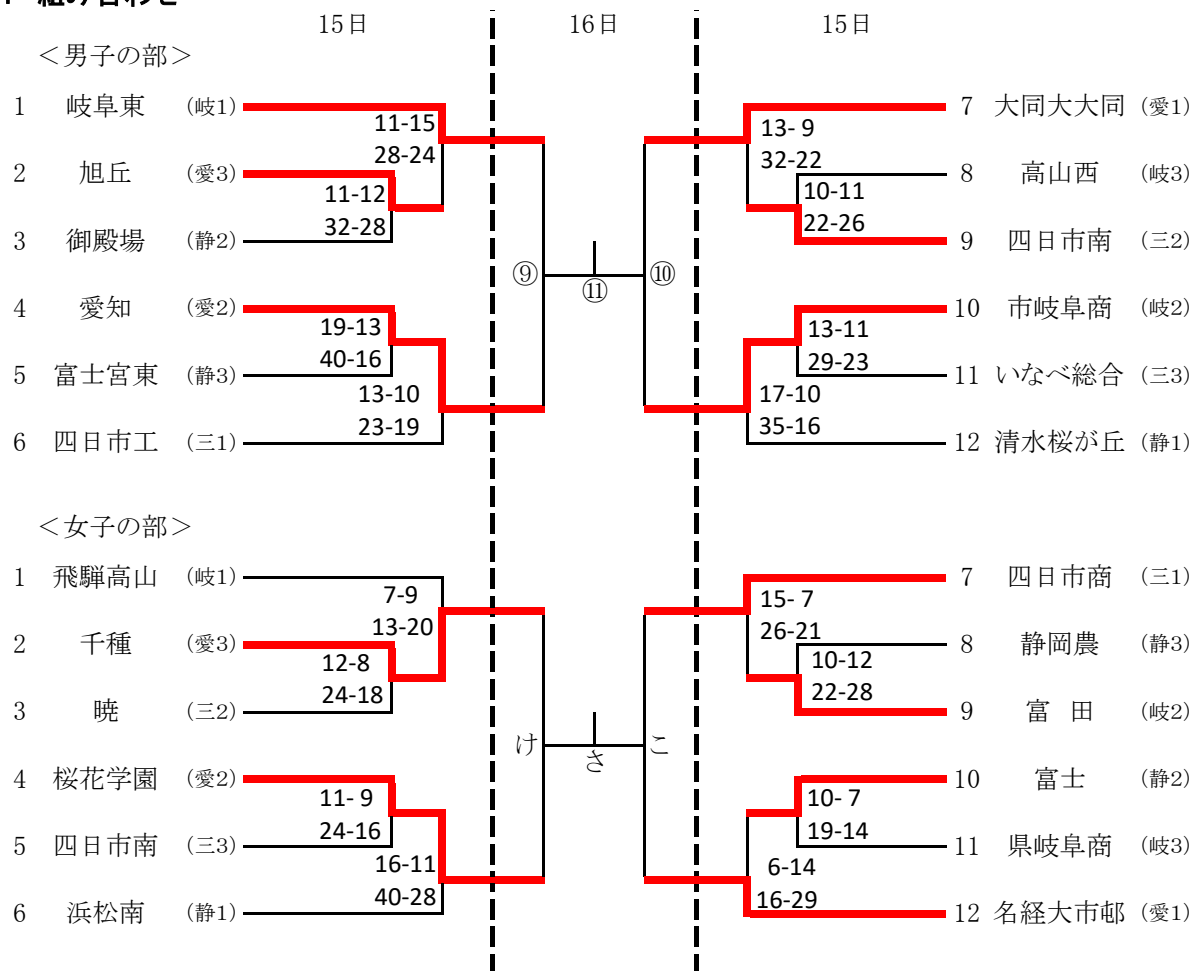 15日 16日 15日
＜男子の部＞
1 岐阜東 (岐1) 7 大同大大同 (愛1)
11-15 13- 9
28-24 32-22
2 旭丘 (愛3) 8 高山西 (岐3)
11-12 10-11
32-28 22-26
3 御殿場 (静2) 9 四日市南 (三2)
⑨ ⑪ ⑩
4 愛知 (愛2) 10 市岐阜商 (岐2)
19-13 13-11
40-16 29-23
5 富士宮東 (静3) 11 いなべ総合 (三3)
13-10 17-10
23-19 35-16
6 四日市工 (三1) 12 清水桜が丘 (静1)
＜女子の部＞
1 飛騨高山 (岐1) 7 四日市商 (三1)
7-9 15- 7
13-20 26-21
2 千種 (愛3) 8 静岡農 (静3)
12-8 10-12
24-18 22-28
3 暁 (三2) 9 富 田 (岐2)
け さ こ
4 桜花学園 (愛2) 10 富士 (静2)
11- 9 10- 7
24-16 19-14
5 四日市南 (三3) 11 県岐阜商 (岐3)
16-11 6-14
40-28 16-29
6 浜松南 (静1) 12 名経大市邨 (愛1)